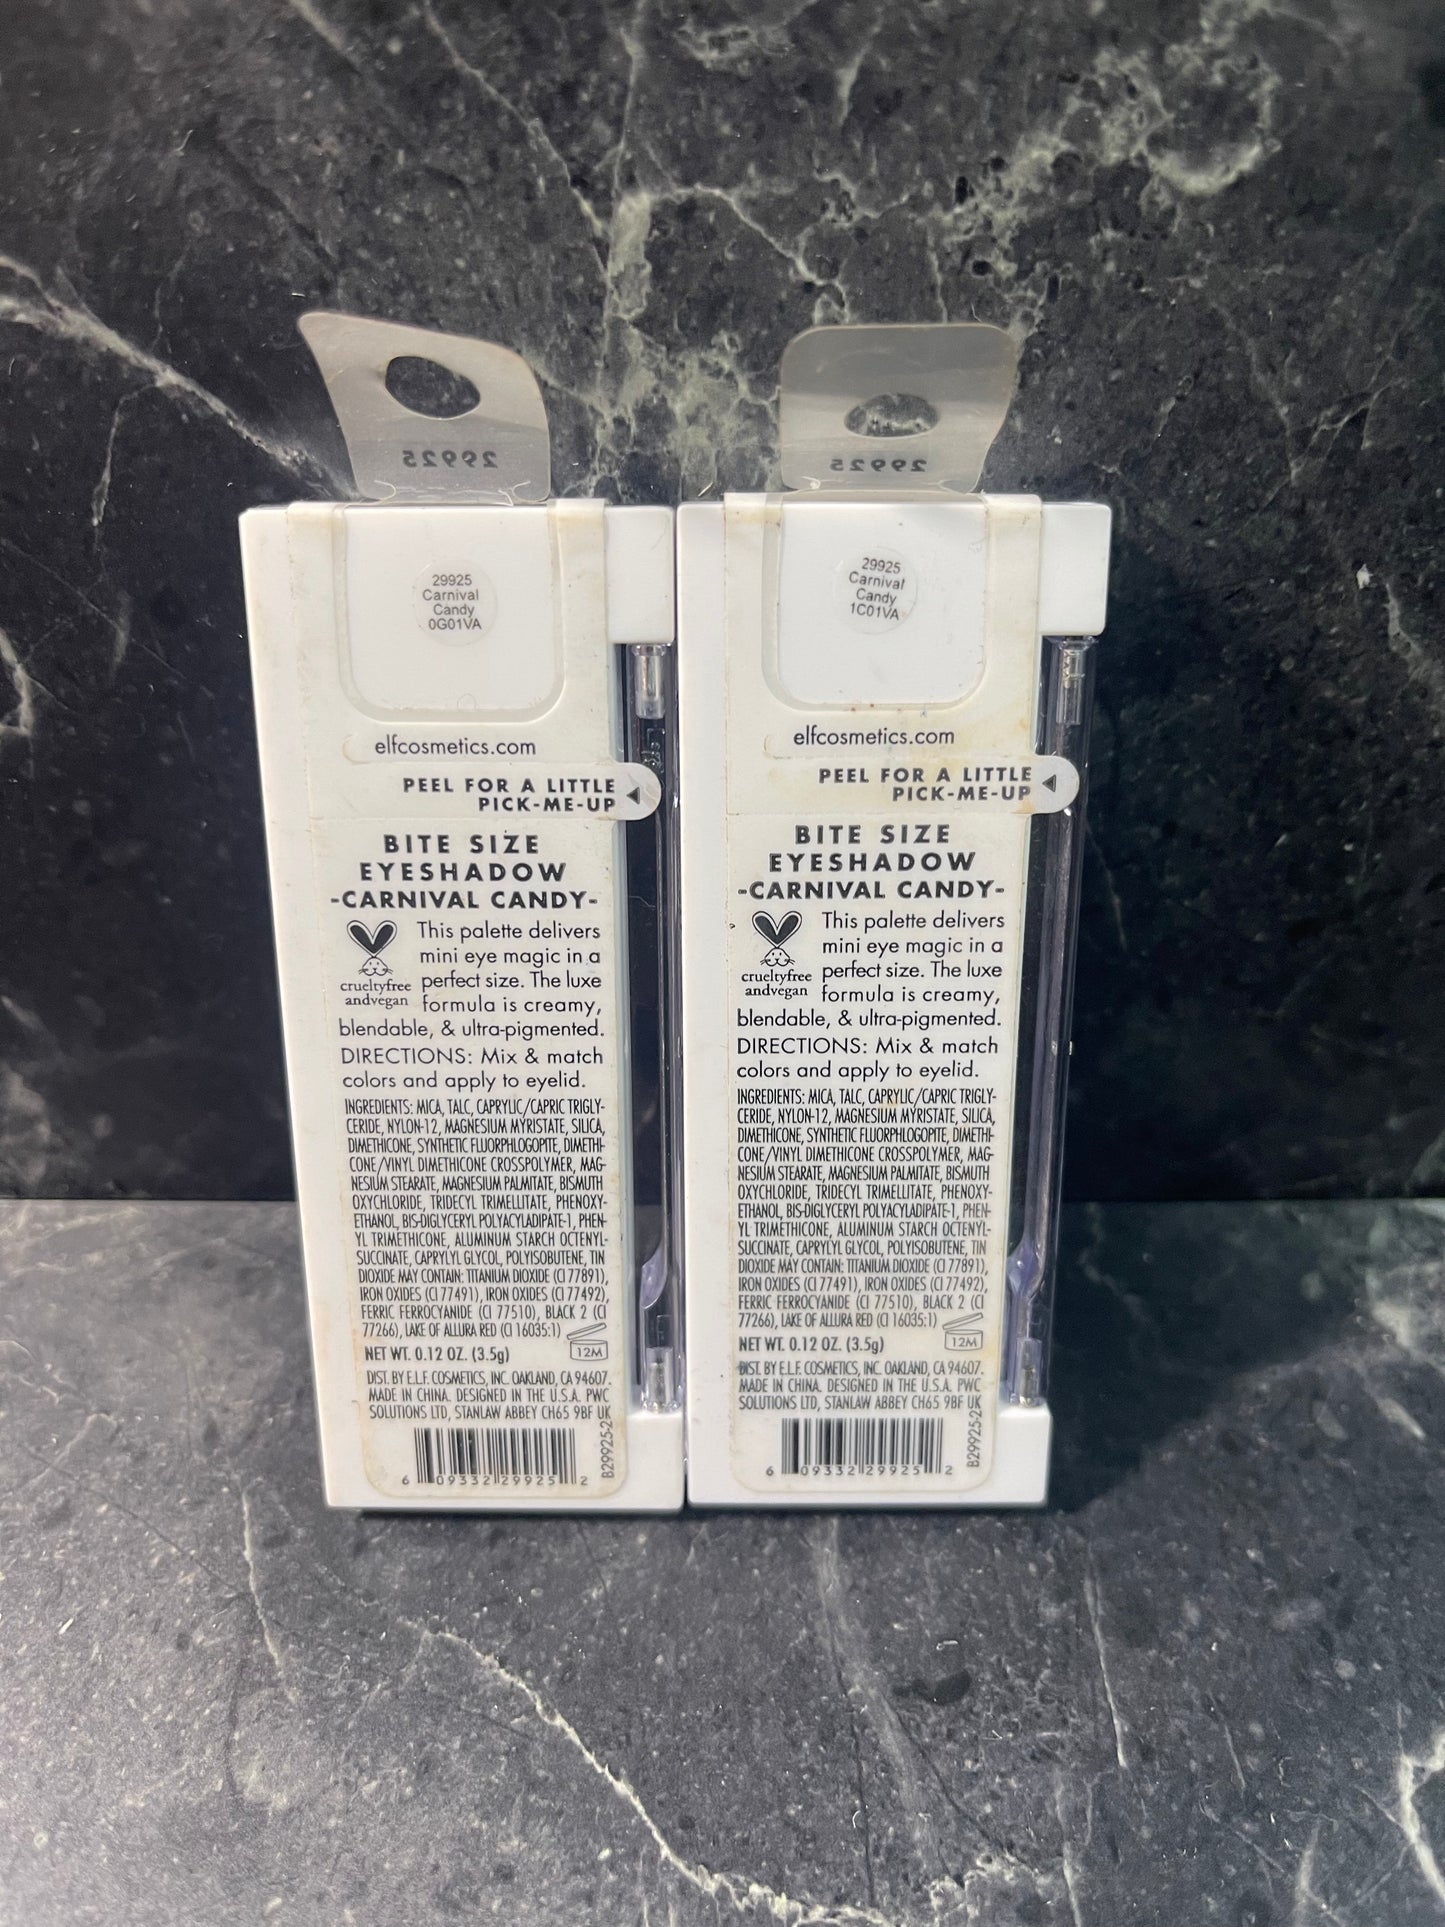 29925
29925
Carnival
Candy
0G01VA
elfcosmetics.com
PEEL FOR A LITTLE
PICK-ME-UP
BITE SIZE
EYESHADOW
-CARNIVAL CANDY-
This palette delivers
mini eye magic in a
crueltyfree perfect size. The luxe
andvegan formula is creamy,
blendable, & ultra-pigmented.
DIRECTIONS: Mix & match
colors and apply to eyelid.
INGREDIENTS: MICA, TALC, CAPRYLIC/CAPRIC TRIGLY-
CERIDE, NYLON-12, MAGNESIUM MYRISTATE, SILICA,
DIMETHICONE, SYNTHETIC FLUORPHLOGOPITE, DIMETHI-
CONE/VINYL DIMETHICONE CROSSPOLYMER, MAG-
NESIUM STEARATE, MAGNESIUM PALMITATE, BISMUTH
OXYCHLORIDE, TRIDECYL TRIMELLITATE, PHENOXY-
ETHANOL, BIS-DIGLYCERYL POLYACYLADIPATE-1, PHEN-
YL TRIMETHICONE, ALUMINUM STARCH OCTENYL-
SUCCINATE, CAPRYLYL GLYCOL, POLYISOBUTENE, TIN
DIOXIDE MAY CONTAIN: TITANIUM DIOXIDE (CI 77891),
IRON OXIDES (CI 77491), IRON OXIDES (CI 77492),
FERRIC FERROCYANIDE (CI 77510), BLACK 2 (CI
77266), LAKE OF ALLURA RED (CI 16035:1)
NET WT. 0.12 OZ. (3.5g)
12M
DIST. BY E.L.F. COSMETICS, INC. OAKLAND, CA 94607.
MADE IN CHINA. DESIGNED IN THE U.S.A. PWC
SOLUTIONS LTD, STANLAW ABBEY CH65 9BF UK
B29925-2
6 09332 29925 2
29925
29925
Carnival
Candy
1C01VA
elfcosmetics.com
PEEL FOR A LITTLE
PICK-ME-UP
BITE SIZE
EYESHADOW
-CARNIVAL CANDY-
This palette delivers
mini eye magic in a
crueltyfree perfect size. The luxe
andvegan formula is creamy,
blendable, & ultra-pigmented.
DIRECTIONS: Mix & match
colors and apply to eyelid.
INGREDIENTS: MICA, TALC, CAPRYLIC/CAPRIC TRIGLY-
CERIDE, NYLON-12, MAGNESIUM MYRISTATE, SILICA,
DIMETHICONE, SYNTHETIC FLUORPHLOGOPITE, DIMETHI-
CONE/VINYL DIMETHICONE CROSSPOLYMER, MAG-
NESIUM STEARATE, MAGNESIUM PALMITATE, BISMUTH
OXYCHLORIDE, TRIDECYL TRIMELLITATE, PHENOXY-
ETHANOL, BIS-DIGLYCERYL POLYACYLADIPATE-1, PHEN-
YL TRIMETHICONE, ALUMINUM STARCH OCTENYL-
SUCCINATE, CAPRYLYL GLYCOL, POLYISOBUTENE, TIN
DIOXIDE MAY CONTAIN: TITANIUM DIOXIDE (CI 77891),
IRON OXIDES (CI 77491), IRON OXIDES (CI 77492),
FERRIC FERROCYANIDE (CI 77510), BLACK 2 (CI
77266), LAKE OF ALLURA RED (CI 16035:1)
NET WT. 0.12 OZ. (3.5g)
12M
DIST. BY E.L.F. COSMETICS, INC. OAKLAND, CA 94607.
MADE IN CHINA. DESIGNED IN THE U.S.A. PWC
SOLUTIONS LTD, STANLAW ABBEY CH65 9BF UK
B29925-2
6 09332 29925 2